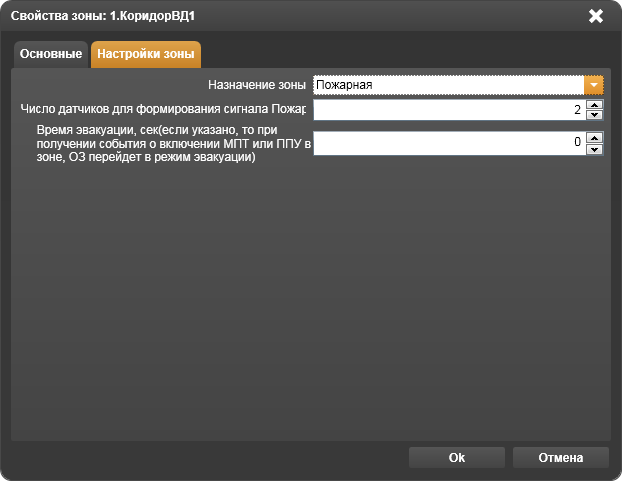 Свойства зоны: 1.КоридорВД1
Основные
Настройки зоны
Назначение зоны
Пожарная
Число датчиков для формирования сигнала Пожар
2
Время эвакуации, сек(если указано, то при
получении события о включении МПТ или ППУ в
зоне, ОЗ перейдет в режим эвакуации)
0
Ok
Отмена